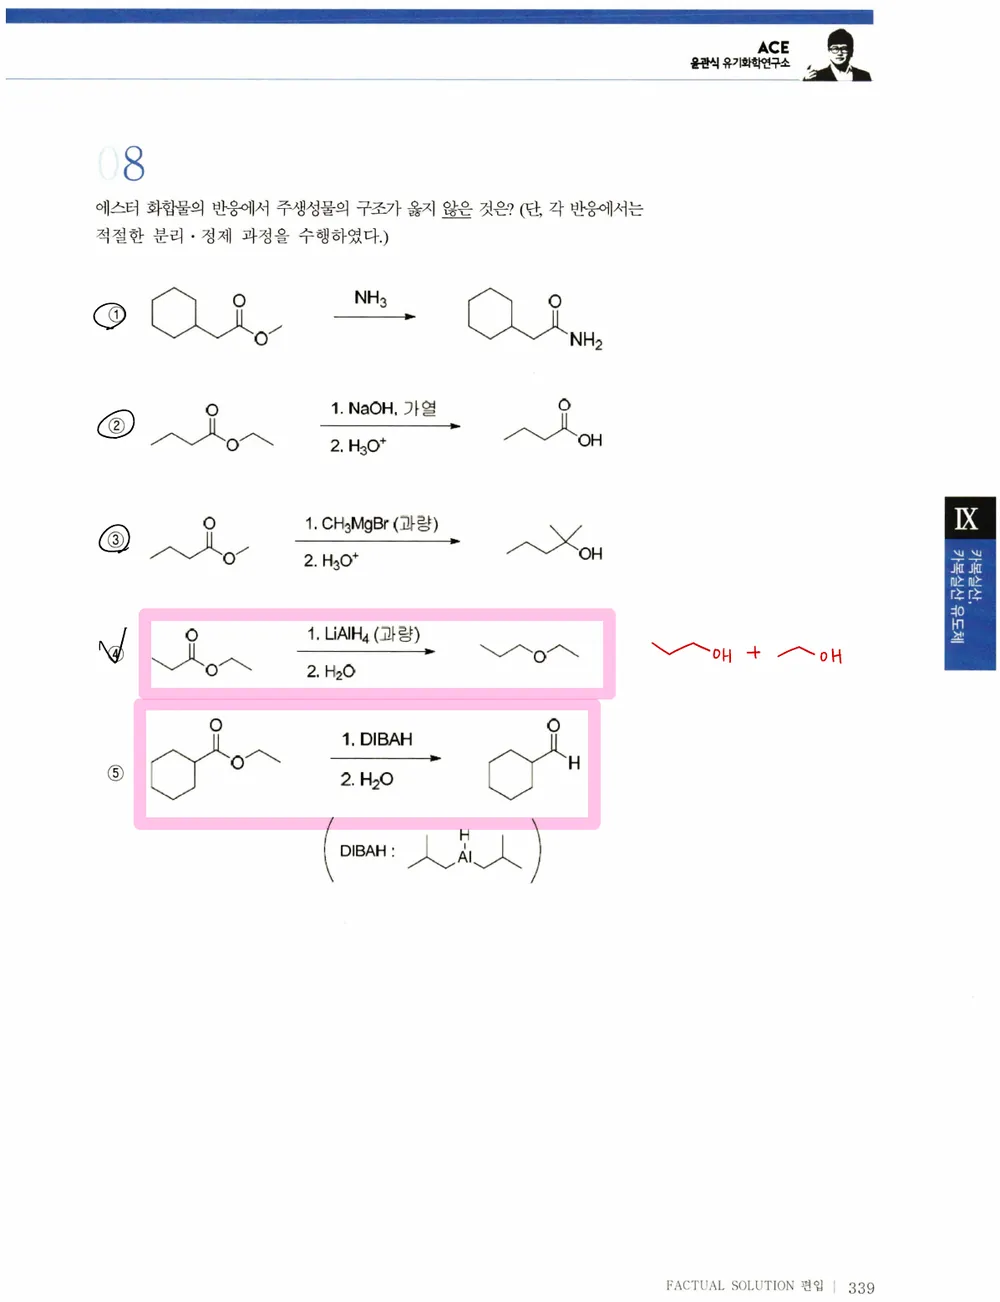 ACE
윤관식 유기화학연구소
08
에스터 화합물의 반응에서 주생성물의 구조가 옳지 않은 것은? (단, 각 반응에서는
적절한 분리・정제 과정을 수행하였다.)
①
O
O
NH₃
O
NH₂
②
O
O
1. NaOH, 가열
2. H₃O⁺
O
OH
③
O
O
1. CH₃MgBr (과량)
2. H₃O⁺
OH
④
O
O
1. LiAlH₄ (과량)
2. H₂O
O
OH + OH
⑤
O
O
1. DIBAH
2. H₂O
O
H
DIBAH :
H
Al
IX
카복실산,
카복실산 유도체
FACTUAL SOLUTION 편입 | 339